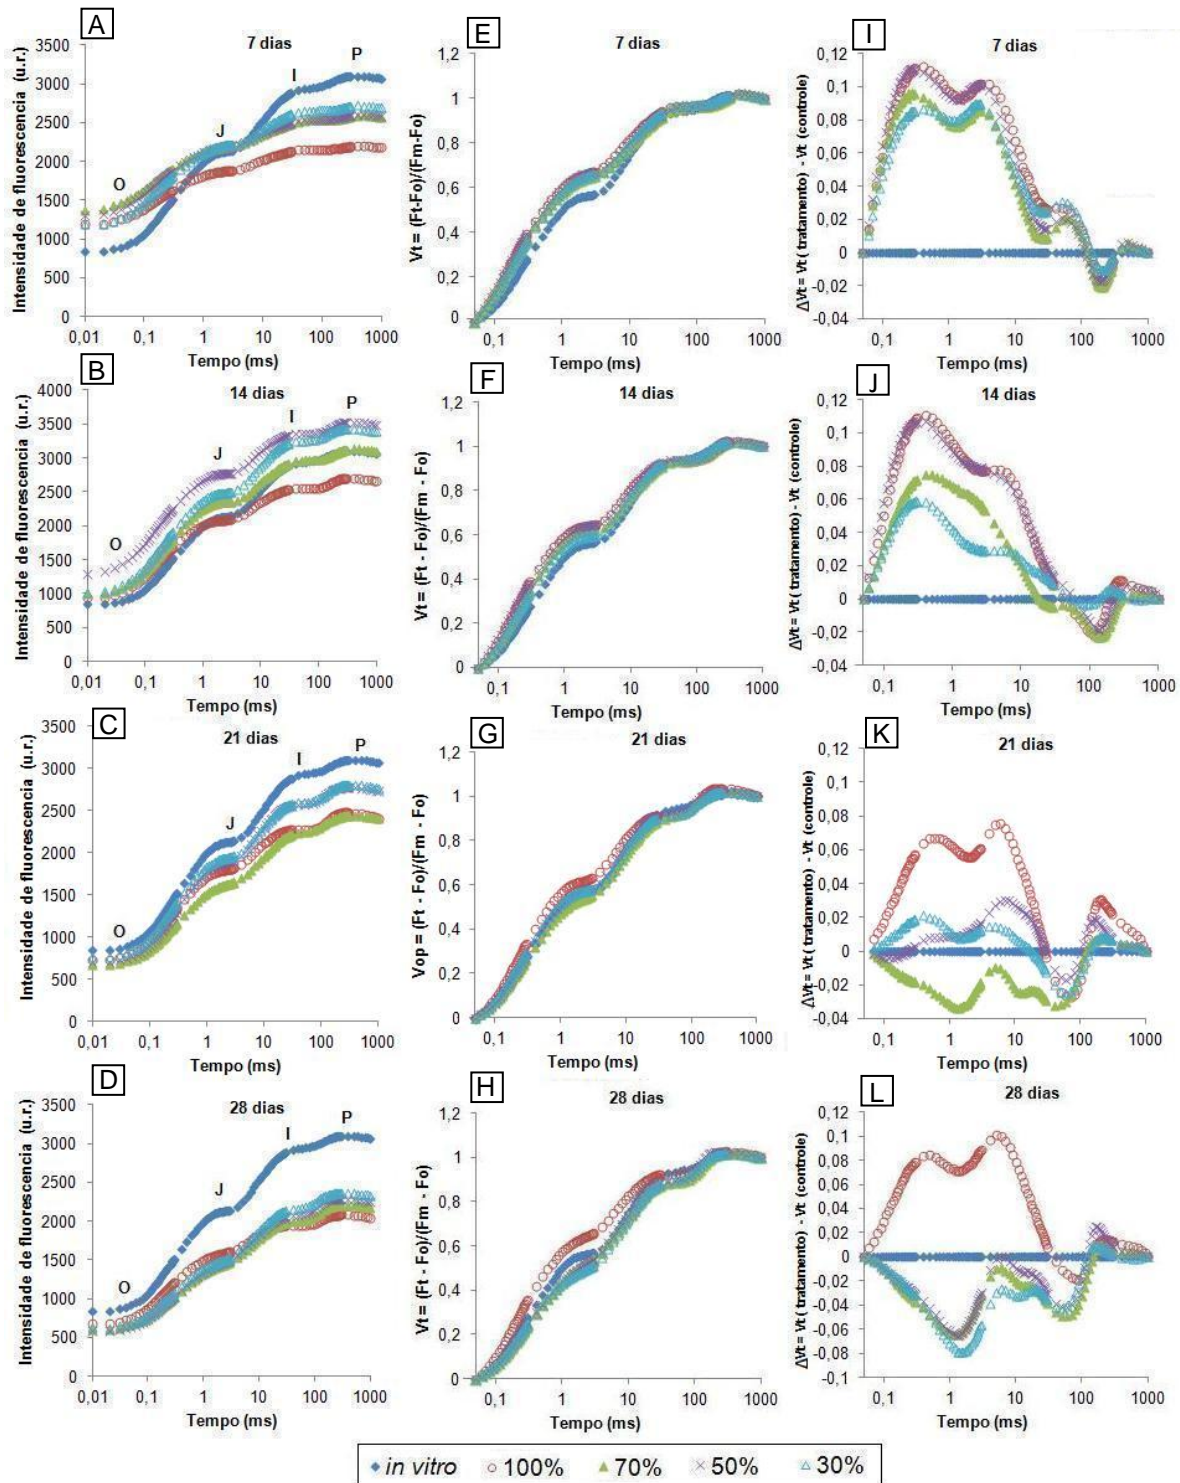 A
7 dias
Intensidade de fluorescencia (u.r.)
3500
3000
2500
2000
1500
1000
500
0
O
J
I
P
0,01 0,1 1 10 100 1000
Tempo (ms)
E
7 dias
Vt = (Ft-Fo)/(Fm-Fo)
1,2
1
0,8
0,6
0,4
0,2
0
0,1 1 10 100 1000
Tempo (ms)
I
7 dias
ΔVt= Vt ( tratamento) - Vt (controle)
0,12
0,1
0,08
0,06
0,04
0,02
0
-0,02
-0,04
0,1 1 10 100 1000
Tempo (ms)
B
14 dias
Intensidade de fluorescencia (u.r.)
4000
3500
3000
2500
2000
1500
1000
500
0
O
J
I
P
0,01 0,1 1 10 100 1000
Tempo (ms)
F
14 dias
Vt = (Ft - Fo)/(Fm - Fo)
1,2
1
0,8
0,6
0,4
0,2
0
0,1 1 10 100 1000
Tempo (ms)
J
14 dias
ΔVt= Vt ( tratamento) - Vt (controle)
0,12
0,1
0,08
0,06
0,04
0,02
0
-0,02
-0,04
0,1 1 10 100 1000
Tempo (ms)
C
21 dias
Intensidade de fluorescencia (u.r.)
3500
3000
2500
2000
1500
1000
500
0
O
J
I
P
0,01 0,1 1 10 100 1000
Tempo (ms)
G
21 dias
Vop = (Ft - Fo)/(Fm - Fo)
1,2
1
0,8
0,6
0,4
0,2
0
0,1 1 10 100 1000
Tempo (ms)
K
21 dias
ΔVt= Vt ( tratamento) - Vt (controle)
0,12
0,1
0,08
0,06
0,04
0,02
0
-0,02
-0,04
0,1 1 10 100 1000
Tempo (ms)
D
28 dias
Intensidade de fluorescencia (u.r.)
3500
3000
2500
2000
1500
1000
500
0
O
J
I
P
0,01 0,1 1 10 100 1000
Tempo (ms)
H
28 dias
Vt = (Ft - Fo)/(Fm - Fo)
1,2
1
0,8
0,6
0,4
0,2
0
0,1 1 10 100 1000
Tempo (ms)
L
28 dias
ΔVt= Vt ( tratamento) - Vt (controle)
0,12
0,1
0,08
0,06
0,04
0,02
0
-0,02
-0,04
-0,06
-0,08
-0,1
0,1 1 10 100 1000
Tempo (ms)
in vitro 100% 70% 50% 30%